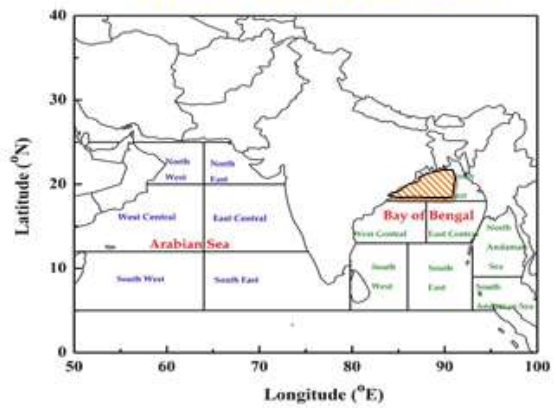 40
30
20
10
0
Latitude (°N)
North
West
North
East
West Central
East Central
Arabian Sea
South West
South East
Bay of Bengal
West Central
East Central
South
West
South
East
North
Andaman
Sea
South
Andaman Sea
50
60
70
80
90
100
Longitude (°E)